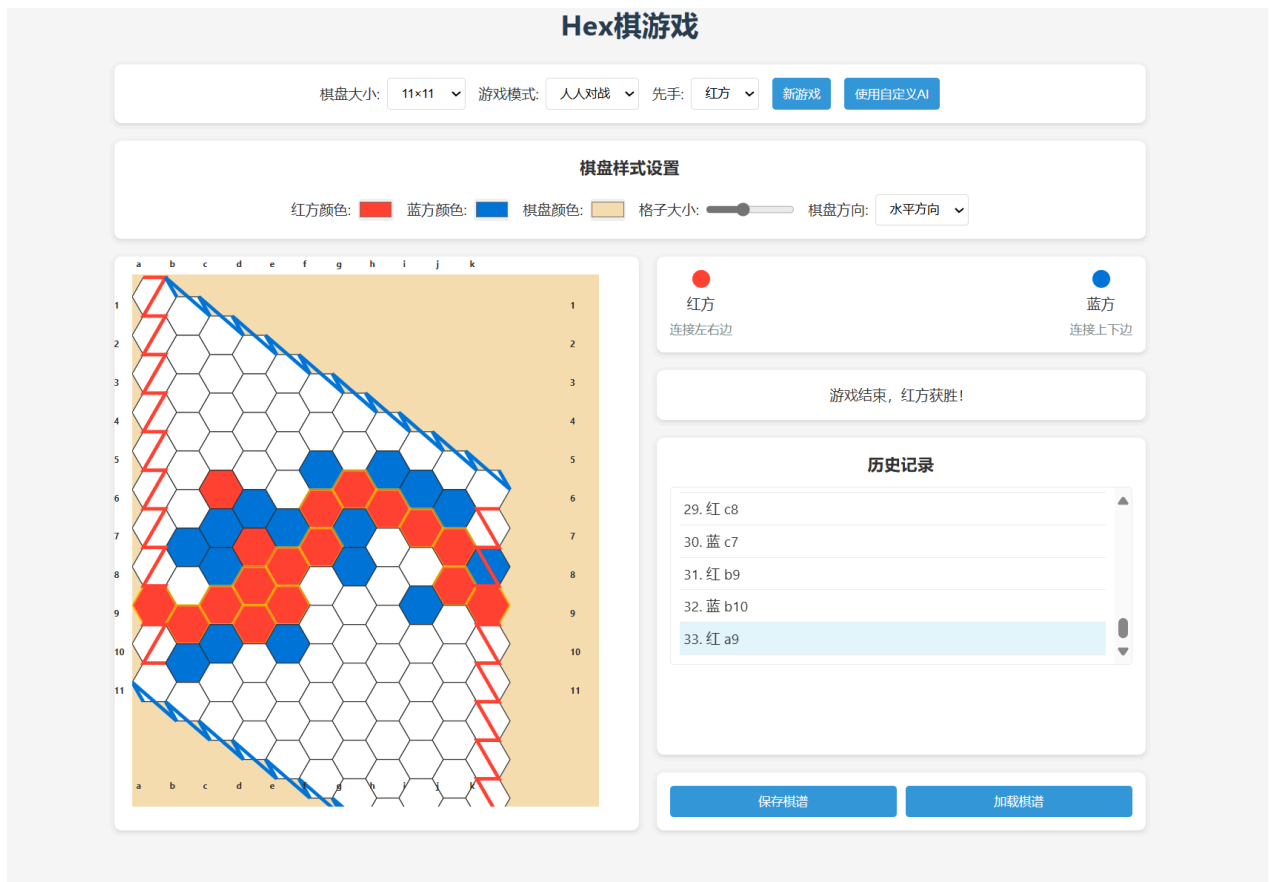 Hex棋游戏
棋盘大小: 11×11 游戏模式: 人人对战 先手: 红方 新游戏 使用自定义AI
棋盘样式设置
红方颜色: 蓝方颜色: 棋盘颜色: 格子大小: 棋盘方向: 水平方向
a b c d e f g h i j k
1 1
2 2
3 3
4 4
5 5
6 6
7 7
8 8
9 9
10 10
11 11
a b c d e f g h i j k
红方 蓝方
连接左右边 连接上下边
游戏结束，红方获胜！
历史记录
29. 红 c8
30. 蓝 c7
31. 红 b9
32. 蓝 b10
33. 红 a9
保存棋谱 加载棋谱